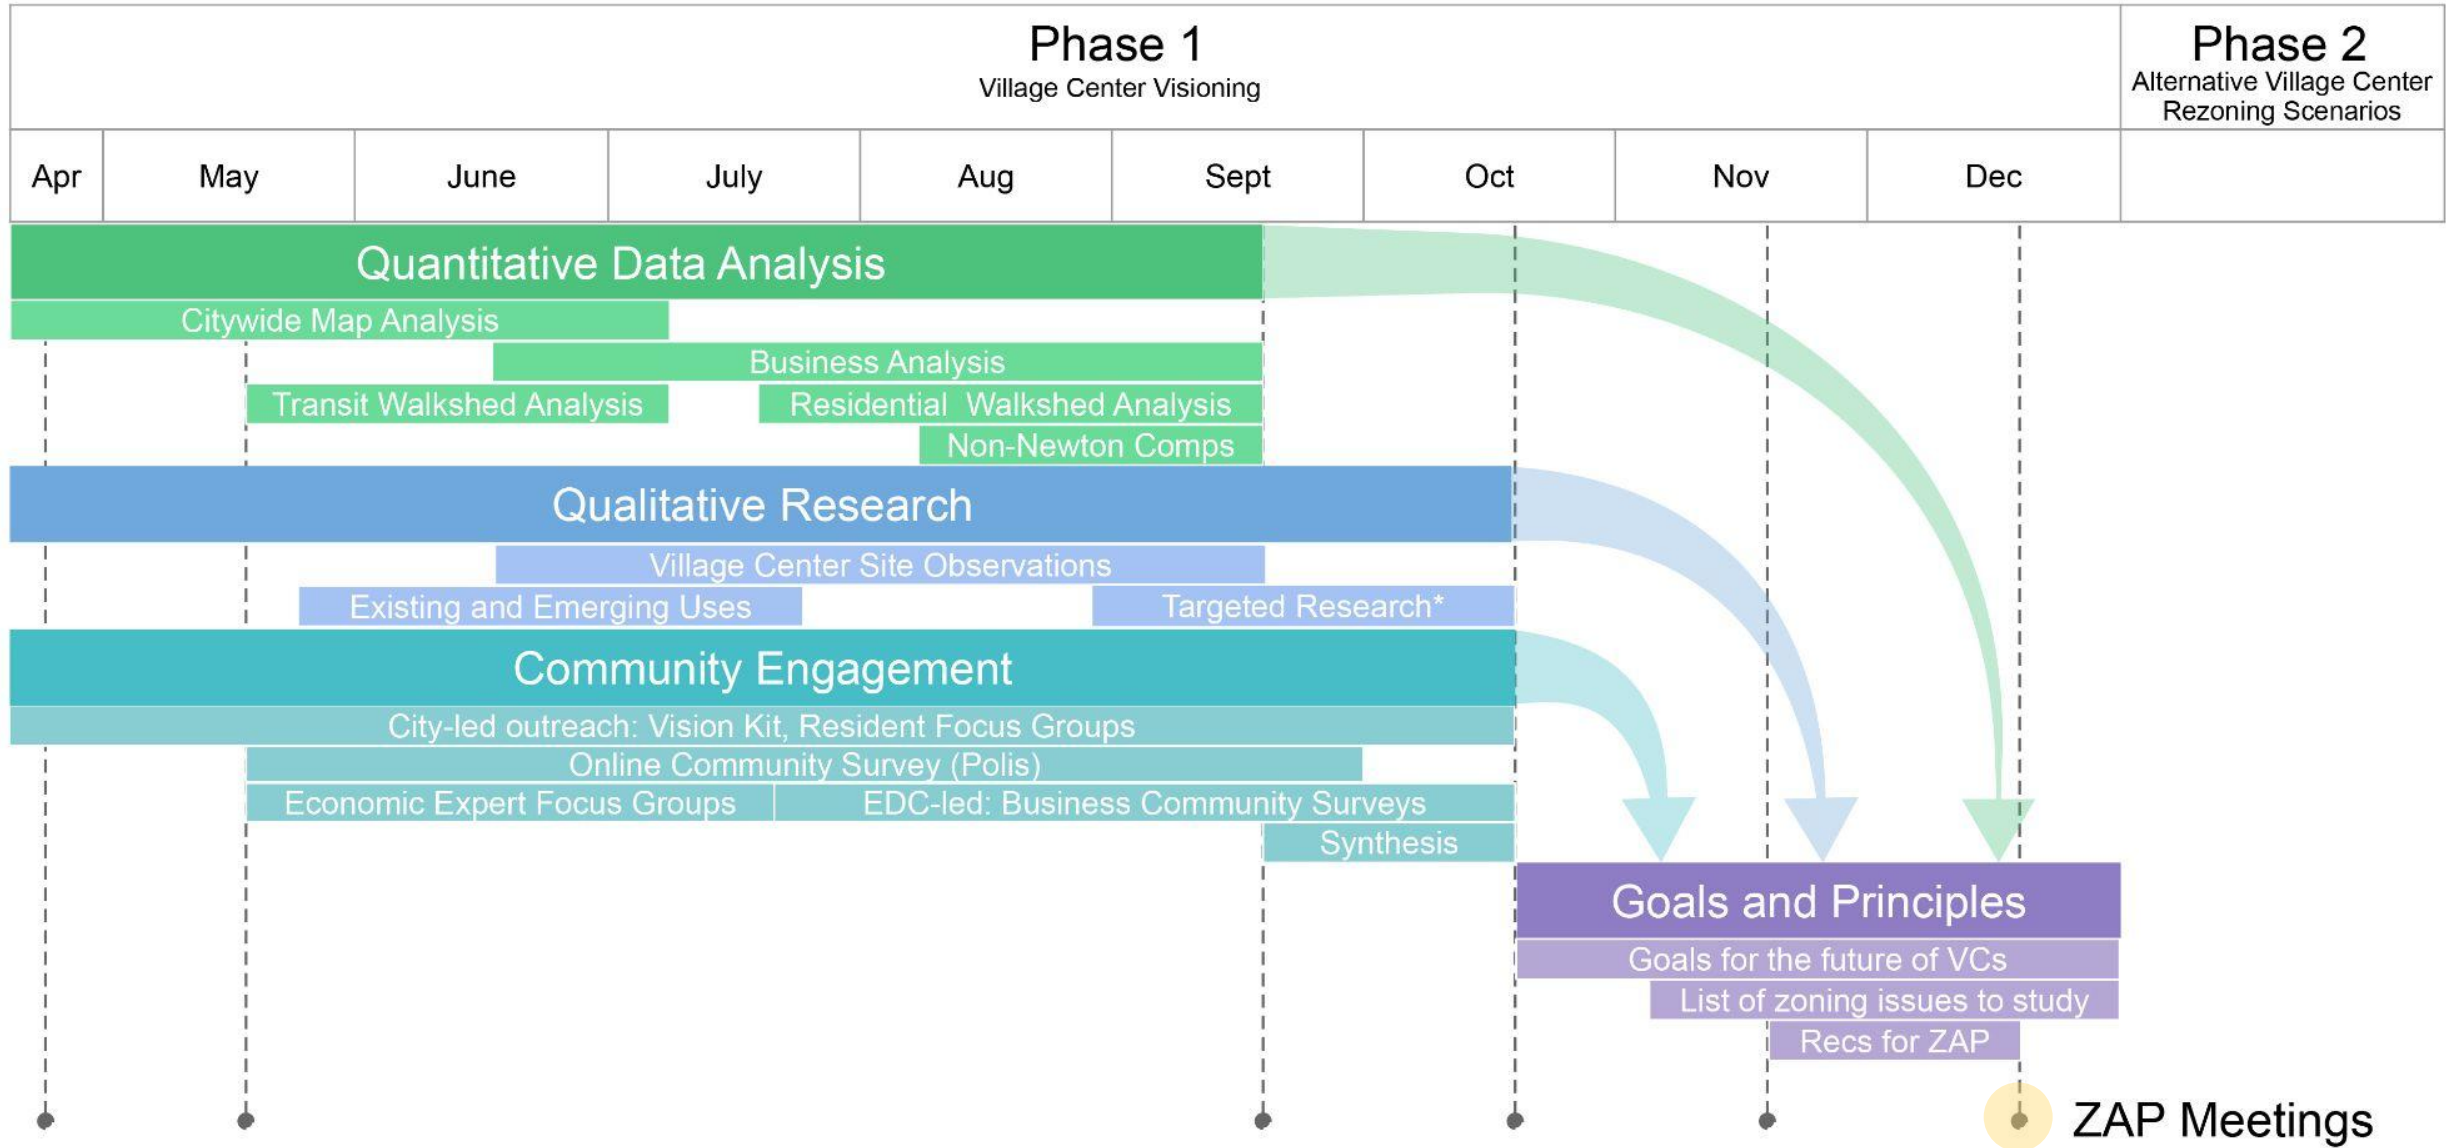 Phase 1
Village Center Visioning
Phase 2
Alternative Village Center
Rezoning Scenarios
Apr
May
June
July
Aug
Sept
Oct
Nov
Dec
Quantitative Data Analysis
Citywide Map Analysis
Business Analysis
Transit Walkshed Analysis
Residential Walkshed Analysis
Non-Newton Comps
Qualitative Research
Village Center Site Observations
Existing and Emerging Uses
Targeted Research*
Community Engagement
City-led outreach: Vision Kit, Resident Focus Groups
Online Community Survey (Polis)
Economic Expert Focus Groups
EDC-led: Business Community Surveys
Synthesis
Goals and Principles
Goals for the future of VCs
List of zoning issues to study
Recs for ZAP
ZAP Meetings